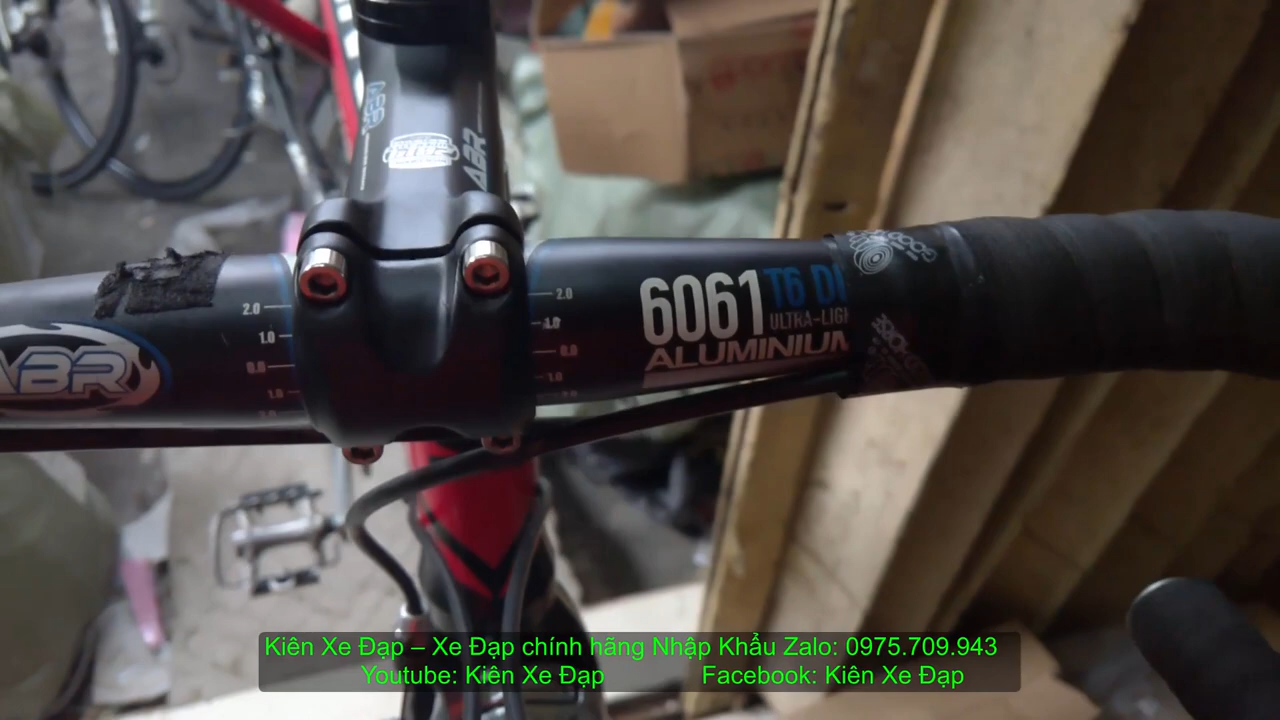 ABR
ABR
2.0
1.0
0.0
1.0
2.0
1.0
0.0
1.0
6061 T6 D
ULTRA-LIGH
ALUMINIUM
Kiên Xe Đạp – Xe Đạp chính hãng Nhập Khẩu Zalo: 0975.709.943
Youtube: Kiên Xe Đạp Facebook: Kiên Xe Đạp